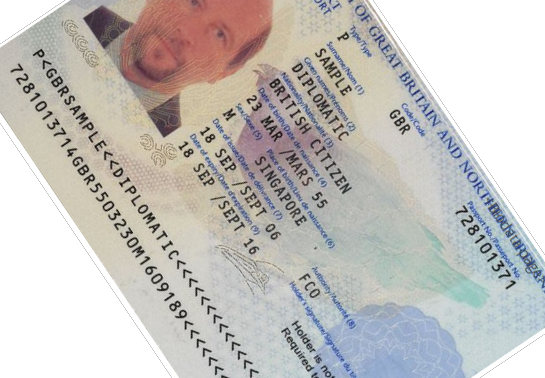 OF GREAT BRITAIN AND NORTHERN
Type/Type
P
Code/Code
GBR
Passport No./Passeport No.
728101371
Surname/Nom (1)
SAMPLE
Given names/Prénoms (2)
DIPLOMATIC
Nationality/Nationalité (3)
BRITISH CITIZEN
Date of birth/Date de naissance (4)
23 MAR /MARS 55
Sex/Sexe (5)
Place of birth/Lieu de naissance (6)
M
SINGAPORE
Date of issue/Date de délivrance (7)
Authority/Autorité (8)
18 SEP /SEPT 06
FCO
Date of expiry/Date d'expiration (9)
Holder's signature/Signature du
18 SEP /SEPT 16
Holder is not
Required
P<GBRSAMPLE<<DIPLOMATIC<<<<<<<<<
7281013714GBR5503230M1609189<<<<<<